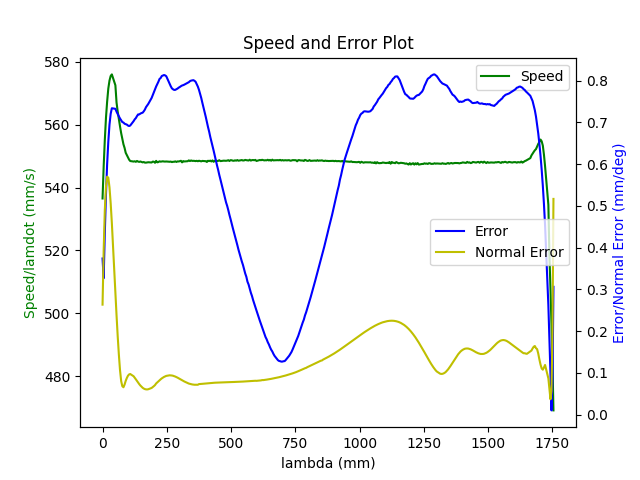 Speed and Error Plot
580
560
540
520
500
480
Speed/lamdot (mm/s)
Speed
Error
Normal Error
0.8
0.7
0.6
0.5
0.4
0.3
0.2
0.1
0.0
Error/Normal Error (mm/deg)
0 250 500 750 1000 1250 1500 1750
lambda (mm)